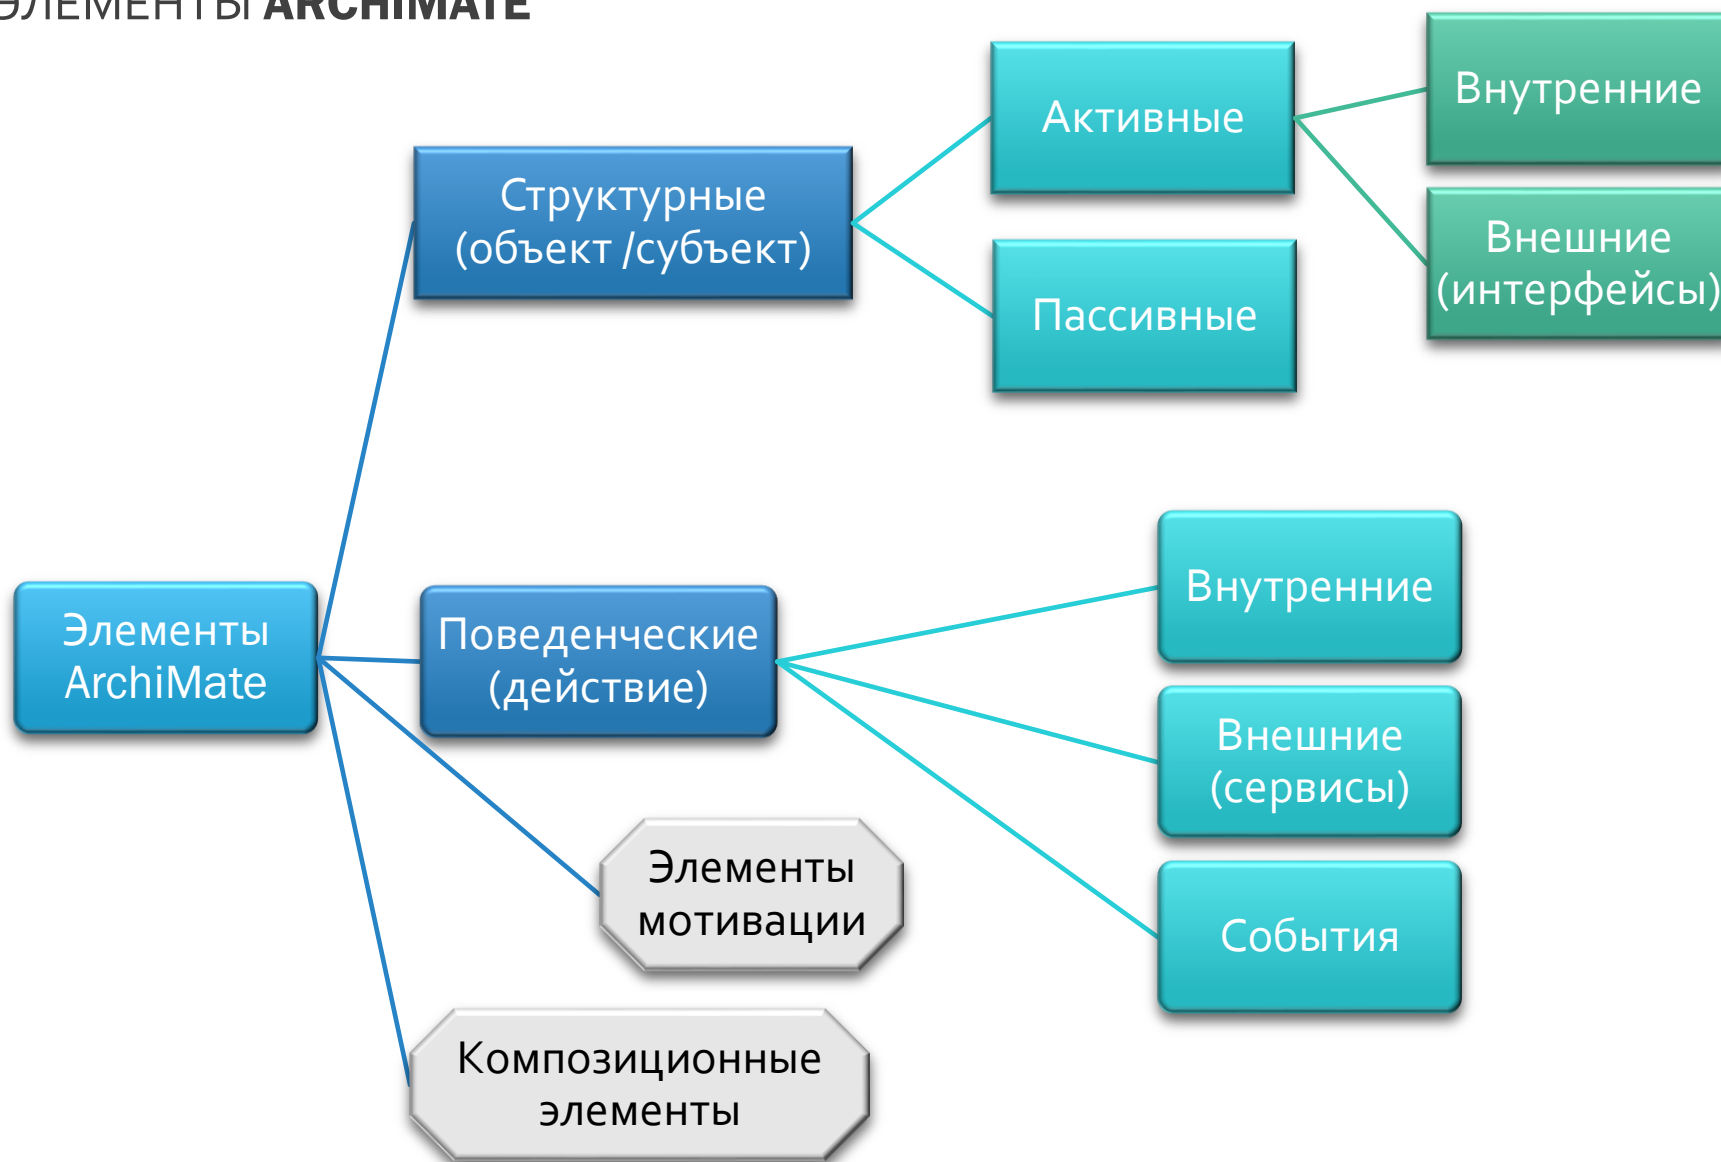 ЭЛЕМЕНТЫ ARCHIMATE
Активные
Внутренние
Структурные
(объект /субъект)
Внешние
(интерфейсы)
Пассивные
Элементы
ArchiMate
Поведенческие
(действие)
Внутренние
Внешние
(сервисы)
События
Элементы
мотивации
Композиционные
элементы